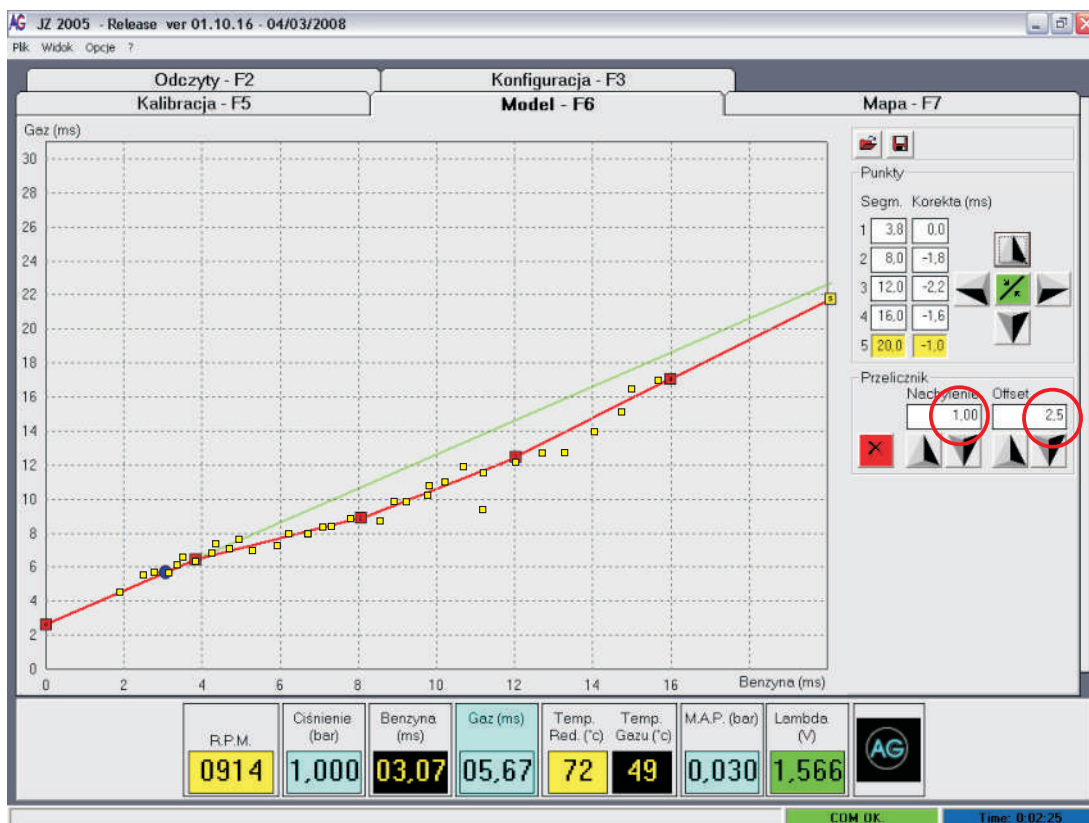 AG JZ 2005 - Release ver 01.10.16 - 04/03/2008
Plik Widok Opcje ?
Odczyty - F2 Konfiguracja - F3
Kalibracja - F5 Model - F6 Mapa - F7
Gaz (ms)
30
28
26
24
22
20
18
16
14
12
10
8
6
4
2
0
0 2 4 6 8 10 12 14 16 Benzyna (ms)
S
Punkty
Segm. Korekta (ms)
1 3,8 0,0
2 8,0 -1,8
3 12,0 -2,2
4 16,0 -1,6
5 20,0 -1,0
Przelicznik
Nachylenie Offset
1,00 2,5
R.P.M.
0914
Ciśnienie
(bar)
1,000
Benzyna
(ms)
03,07
Gaz (ms)
05,67
Temp.
Red. (°c)
72
Temp.
Gazu (°c)
49
M.A.P. (bar)
0,030
Lambda
(V)
1,566
AG
COM OK. Time: 0:02:25